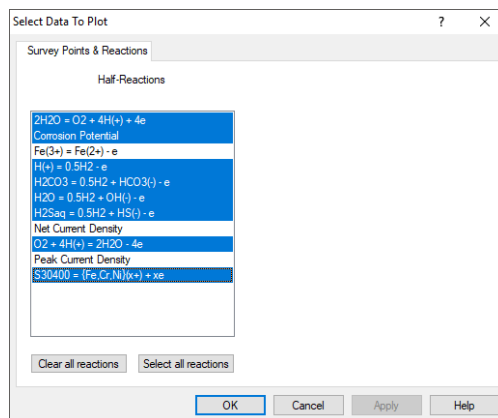 Select Data To Plot
?
Survey Points & Reactions
Half-Reactions
2H2O = O2 + 4H(+) + 4e
Corrosion Potential
Fe(3+) = Fe(2+) - e
H(+) = 0.5H2 - e
H2CO3 = 0.5H2 + HCO3(-) - e
H2O = 0.5H2 + OH(-) - e
H2Saq = 0.5H2 + HS(-) - e
Net Current Density
O2 + 4H(+) = 2H2O - 4e
Peak Current Density
S30400 = {Fe,Cr,Ni}(x+) + xe
Clear all reactions Select all reactions
OK Cancel Apply Help